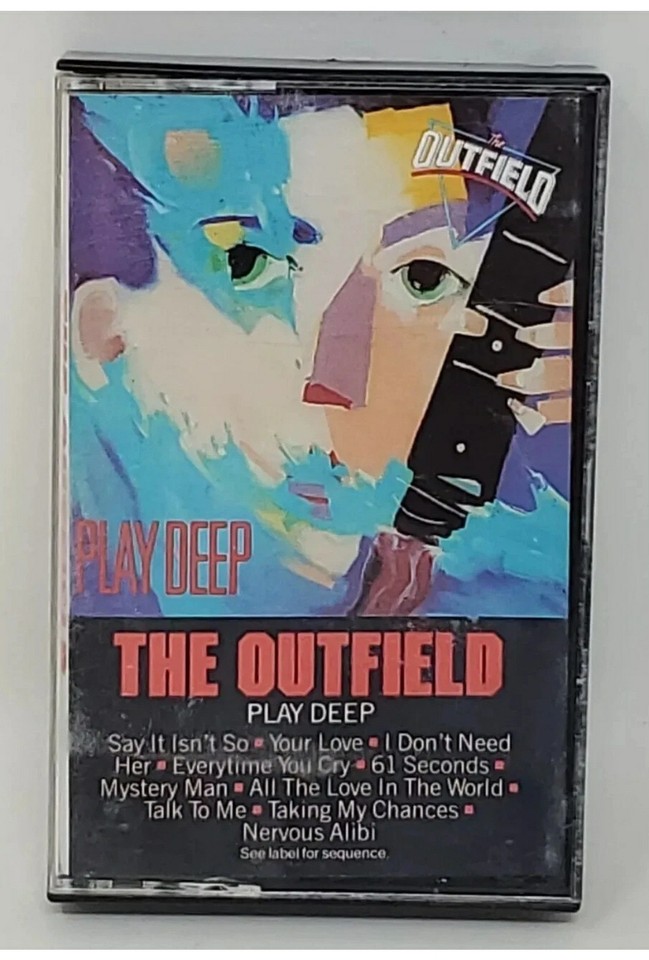 The
OUTFIELD
PLAY DEEP
THE OUTFIELD
PLAY DEEP
Say It Isn't So ▪ Your Love ▪ I Don't Need
Her ▪ Everytime You Cry ▪ 61 Seconds ▪
Mystery Man ▪ All The Love In The World ▪
Talk To Me ▪ Taking My Chances ▪
Nervous Alibi
See label for sequence.